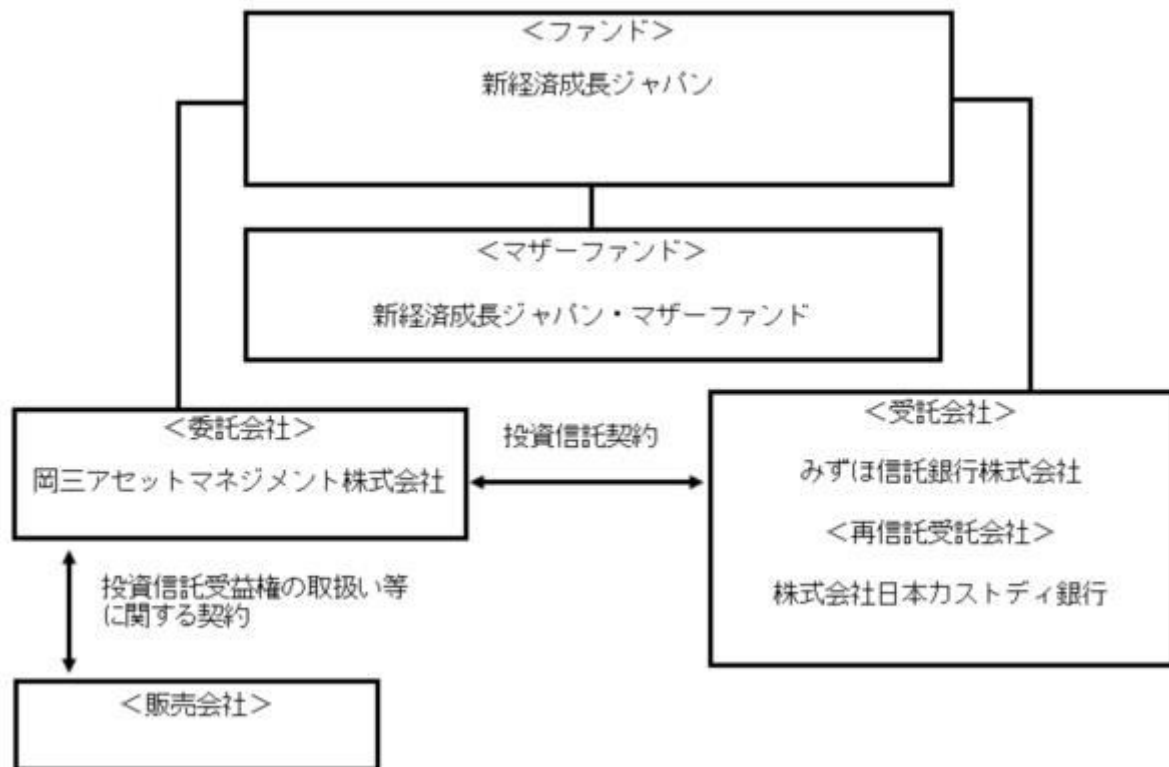 ＜ファンド＞
新経済成長ジャパン
＜マザーファンド＞
新経済成長ジャパン・マザーファンド
＜委託会社＞
岡三アセットマネジメント株式会社
投資信託契約
＜受託会社＞
みずほ信託銀行株式会社
＜再信託受託会社＞
株式会社日本カストディ銀行
投資信託受益権の取扱い等
に関する契約
＜販売会社＞